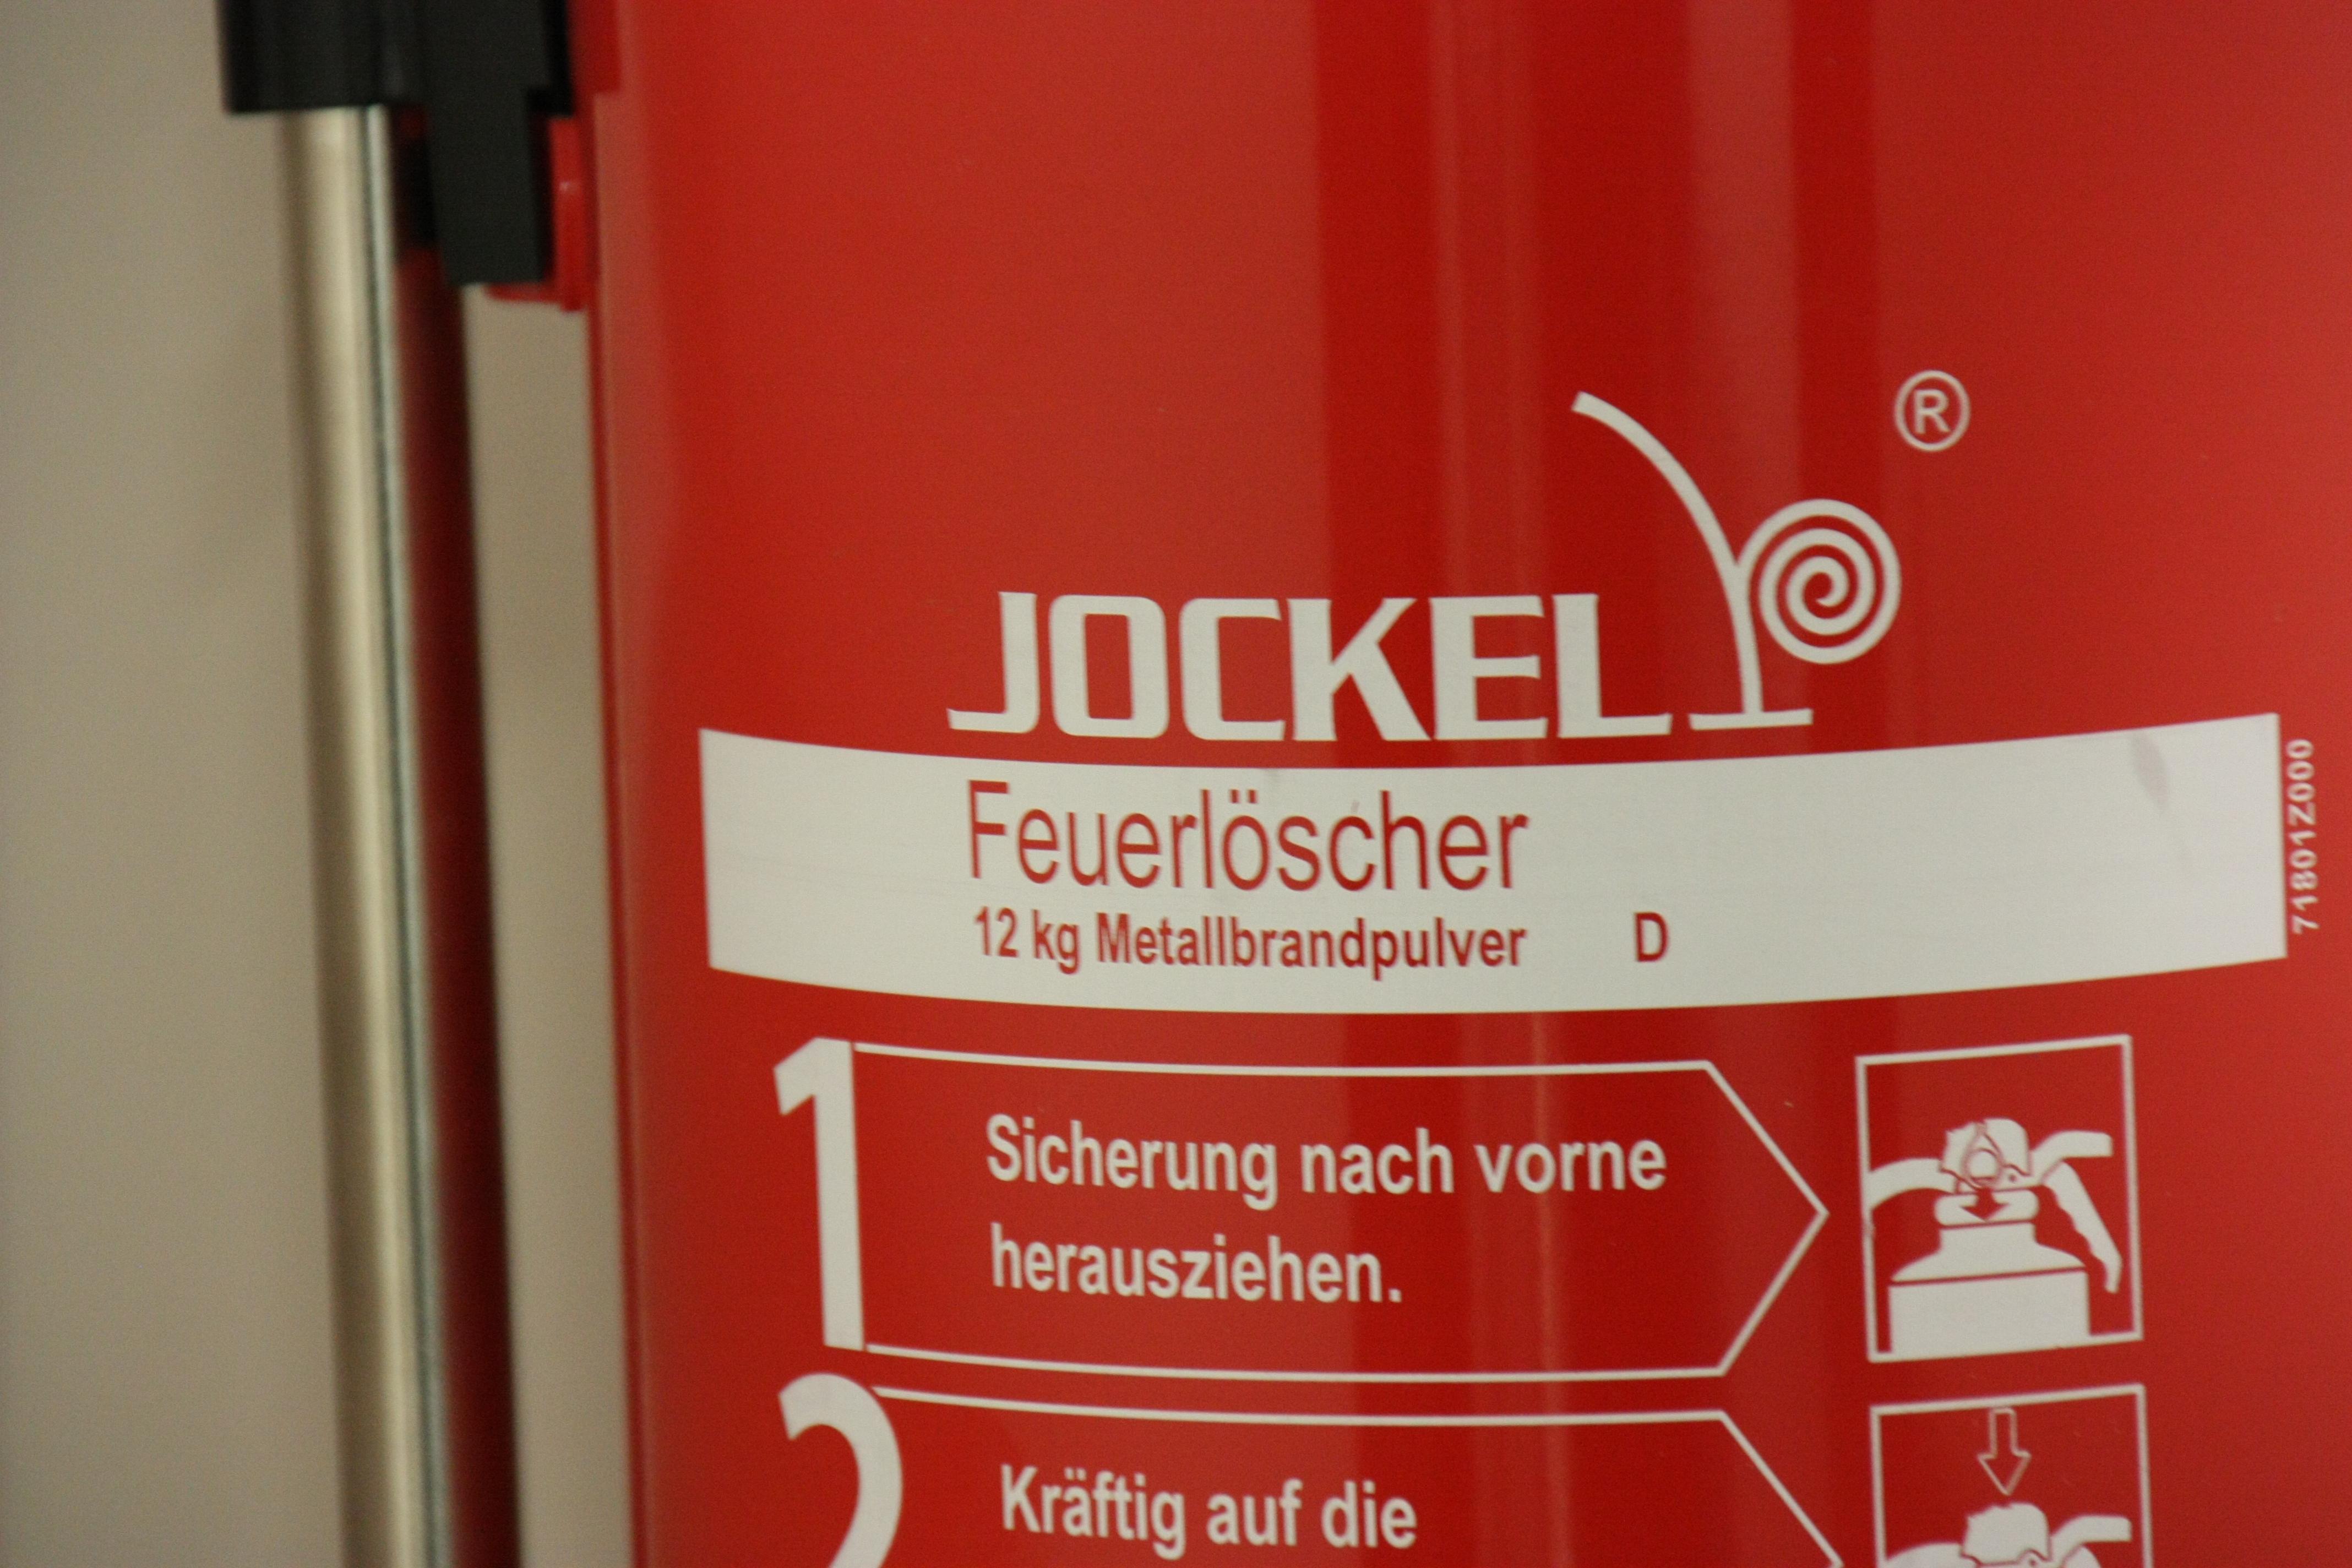 ®
JOCKEL
Feuerlöscher
12 kg Metallbrandpulver D
71801Z000
1
Sicherung nach vorne
herausziehen.
2
Kräftig auf die